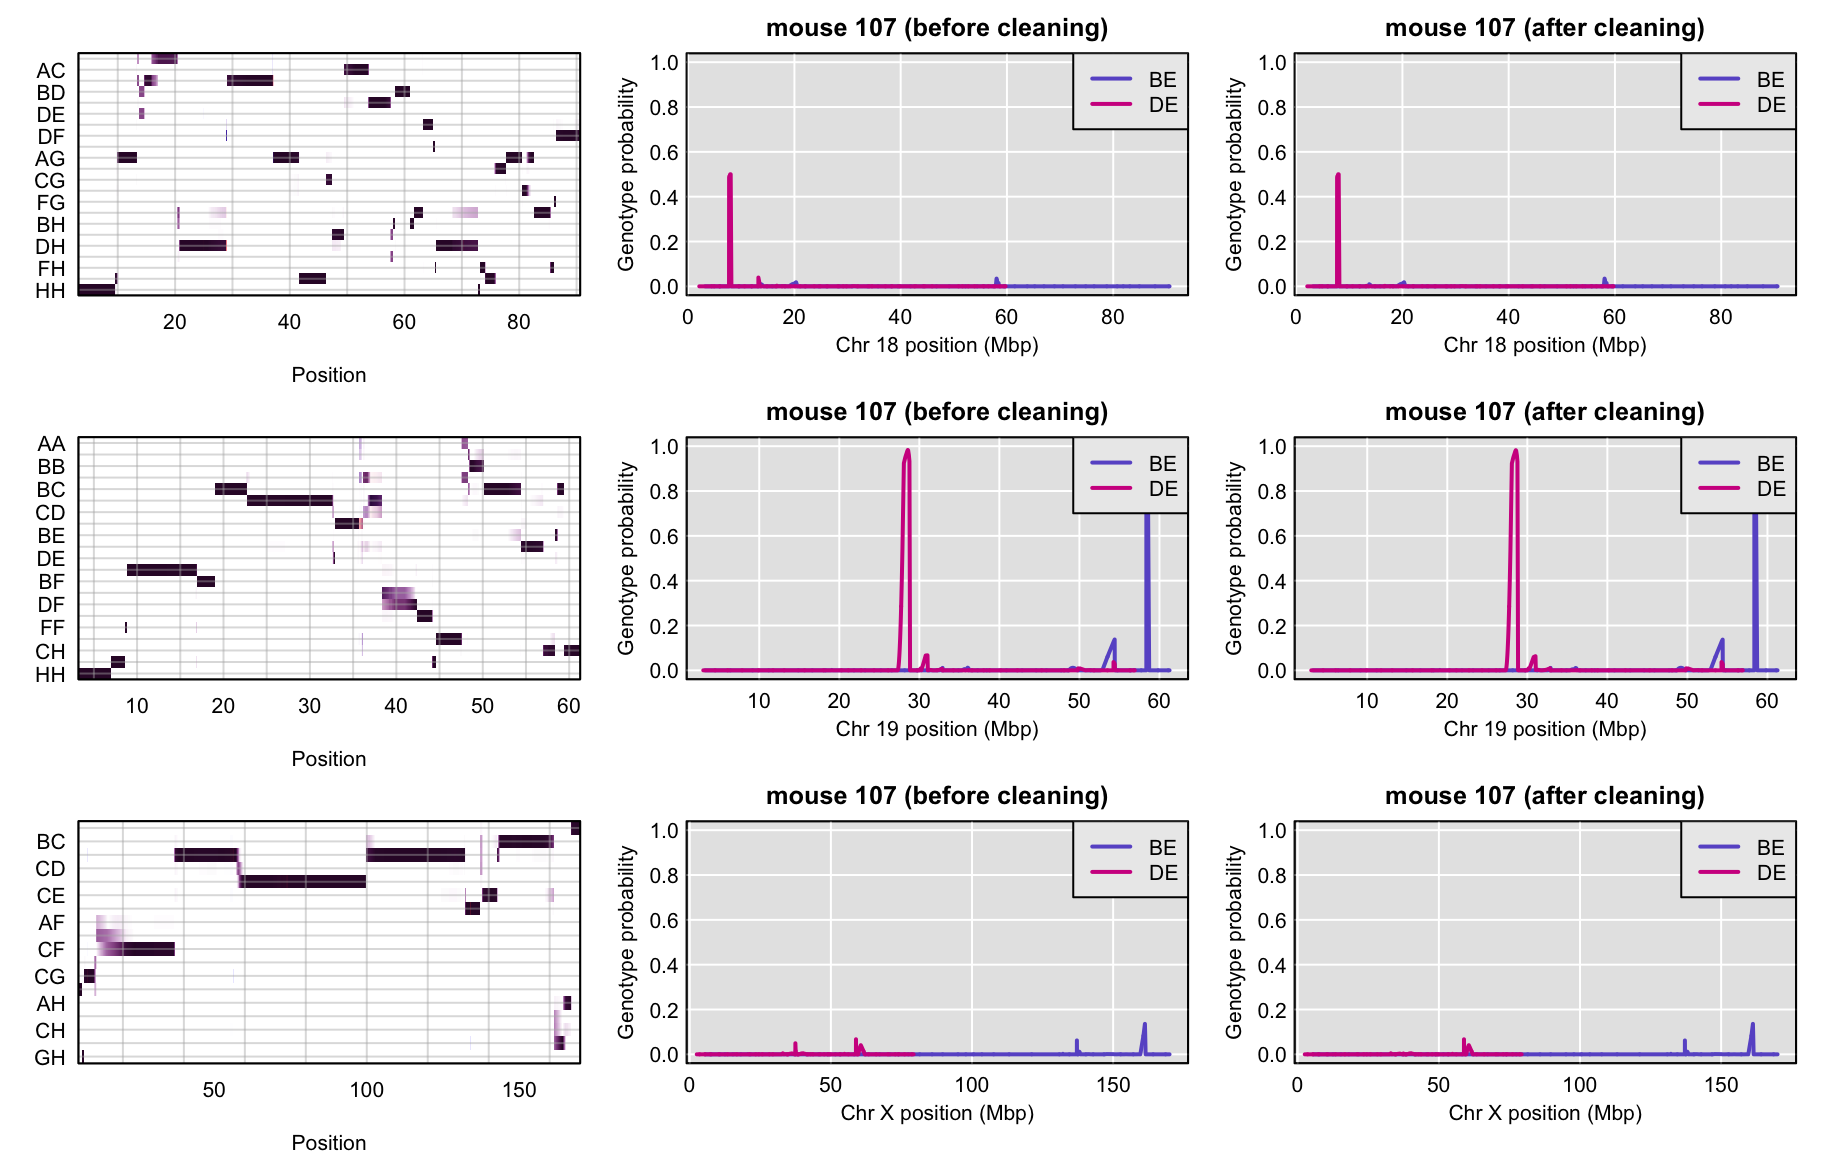 mouse 107 (before cleaning)
mouse 107 (after cleaning)
AC
BD
DE
DF
AG
CG
FG
BH
DH
FH
HH
20 40 60 80
Position
Genotype probability
1.0
0.8
0.6
0.4
0.2
0.0
BE
DE
0 20 40 60 80
Chr 18 position (Mbp)
Genotype probability
1.0
0.8
0.6
0.4
0.2
0.0
BE
DE
0 20 40 60 80
Chr 18 position (Mbp)
mouse 107 (before cleaning)
mouse 107 (after cleaning)
AA
BB
BC
CD
BE
DE
BF
DF
FF
CH
HH
10 20 30 40 50 60
Position
Genotype probability
1.0
0.8
0.6
0.4
0.2
0.0
BE
DE
10 20 30 40 50 60
Chr 19 position (Mbp)
Genotype probability
1.0
0.8
0.6
0.4
0.2
0.0
BE
DE
10 20 30 40 50 60
Chr 19 position (Mbp)
mouse 107 (before cleaning)
mouse 107 (after cleaning)
BC
CD
CE
AF
CF
CG
AH
CH
GH
50 100 150
Position
Genotype probability
1.0
0.8
0.6
0.4
0.2
0.0
BE
DE
0 50 100 150
Chr X position (Mbp)
Genotype probability
1.0
0.8
0.6
0.4
0.2
0.0
BE
DE
0 50 100 150
Chr X position (Mbp)